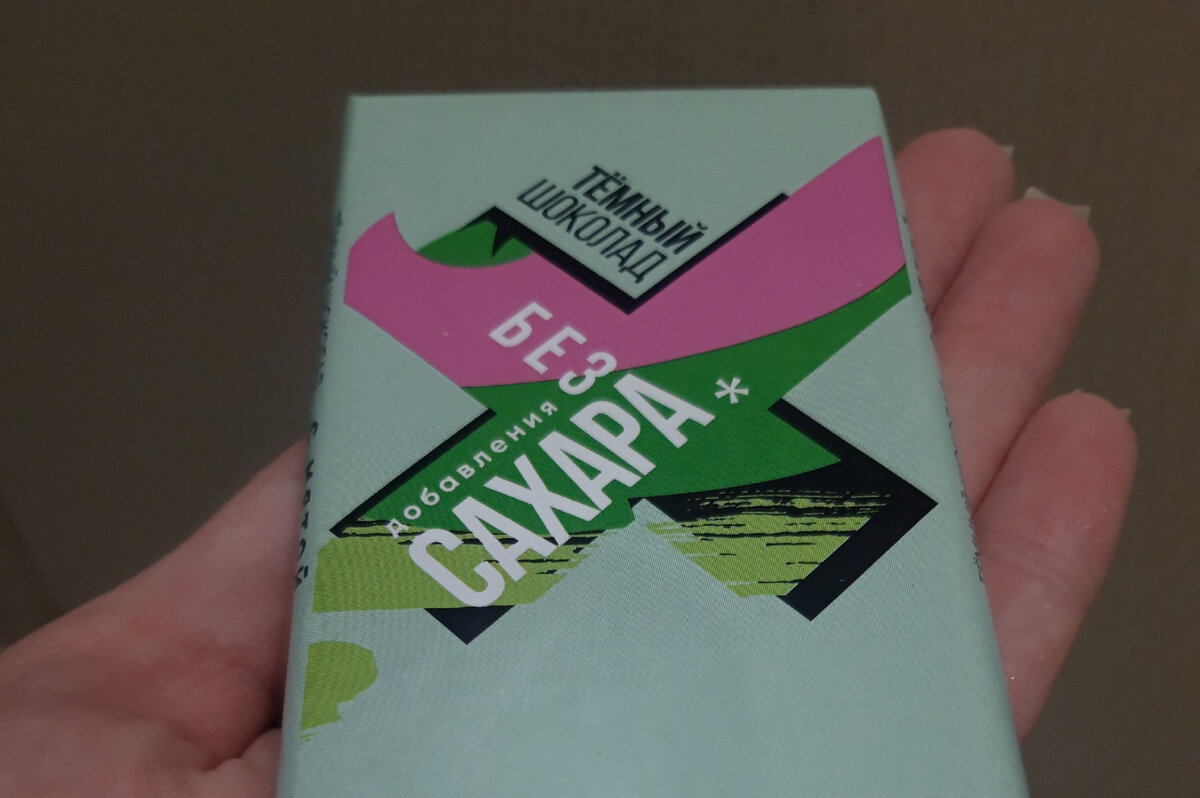 ТЁМНЫЙ
ШОКОЛАД
БЕЗ
добавления
САХАРА*